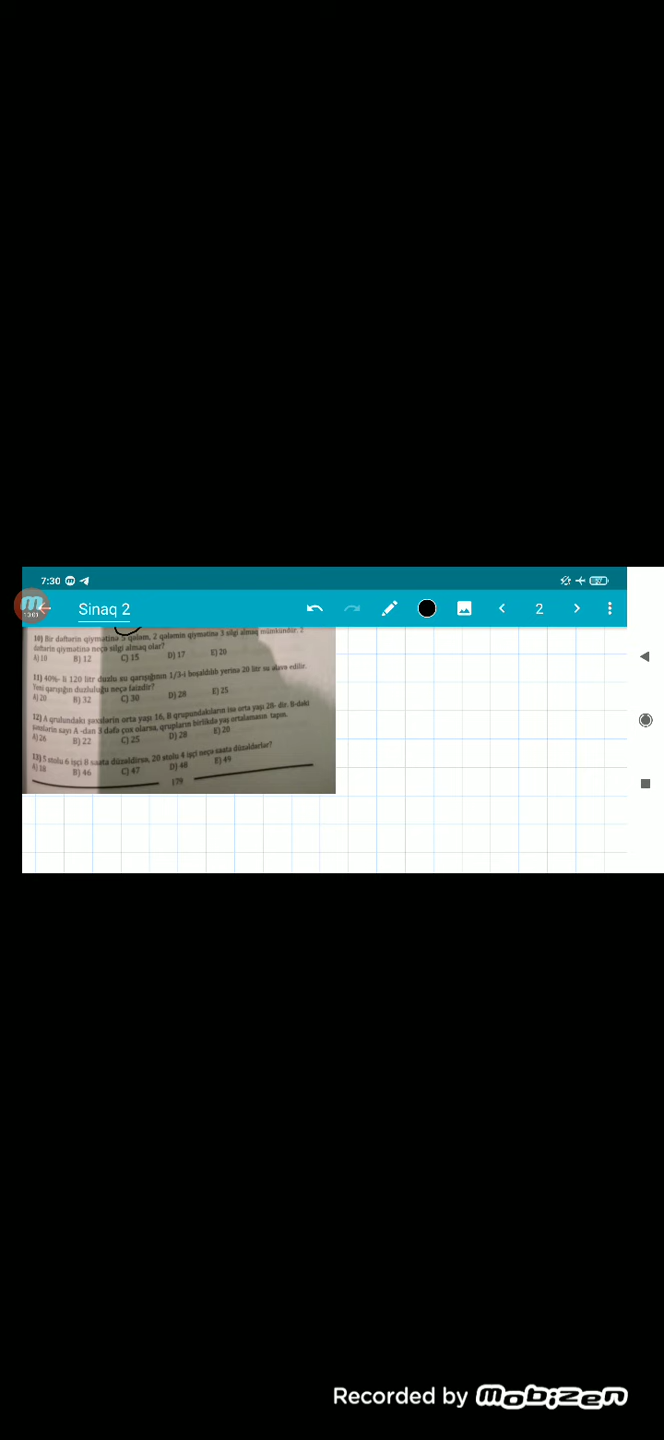 7:30
Sinaq 2
2
10) Bir dəftərin qiymətinə 5 qələm, 2 qələmin qiymətinə 3 silgi almaq mümkündür. 2
dəftərin qiymətinə neçə silgi almaq olar?
A) 10 B) 12 C) 15 D) 17 E) 20
11) 40%- li 120 litr duzlu su qarışığının 1/3-i boşaldılıb yerinə 20 litr su əlavə edilir.
Yeni qarışığın duzluluğu neçə faizdir?
A) 20 B) 32 C) 30 D) 28 E) 25
12) A qrupundakı şəxslərin orta yaşı 16, B qrupundakıların isə orta yaşı 28- dir. B-dəki
şəxslərin sayı A -dan 3 dəfə çox olarsa, qrupların birlikdə yaş ortalamasını tapın.
A) 26 B) 22 C) 25 D) 28 E) 20
13) 5 stolu 6 işçi 8 saata düzəldirsə, 20 stolu 4 işçi neçə saata düzəldərlər?
A) 18 B) 46 C) 47 D) 48 E) 49
179
Recorded by mobizen